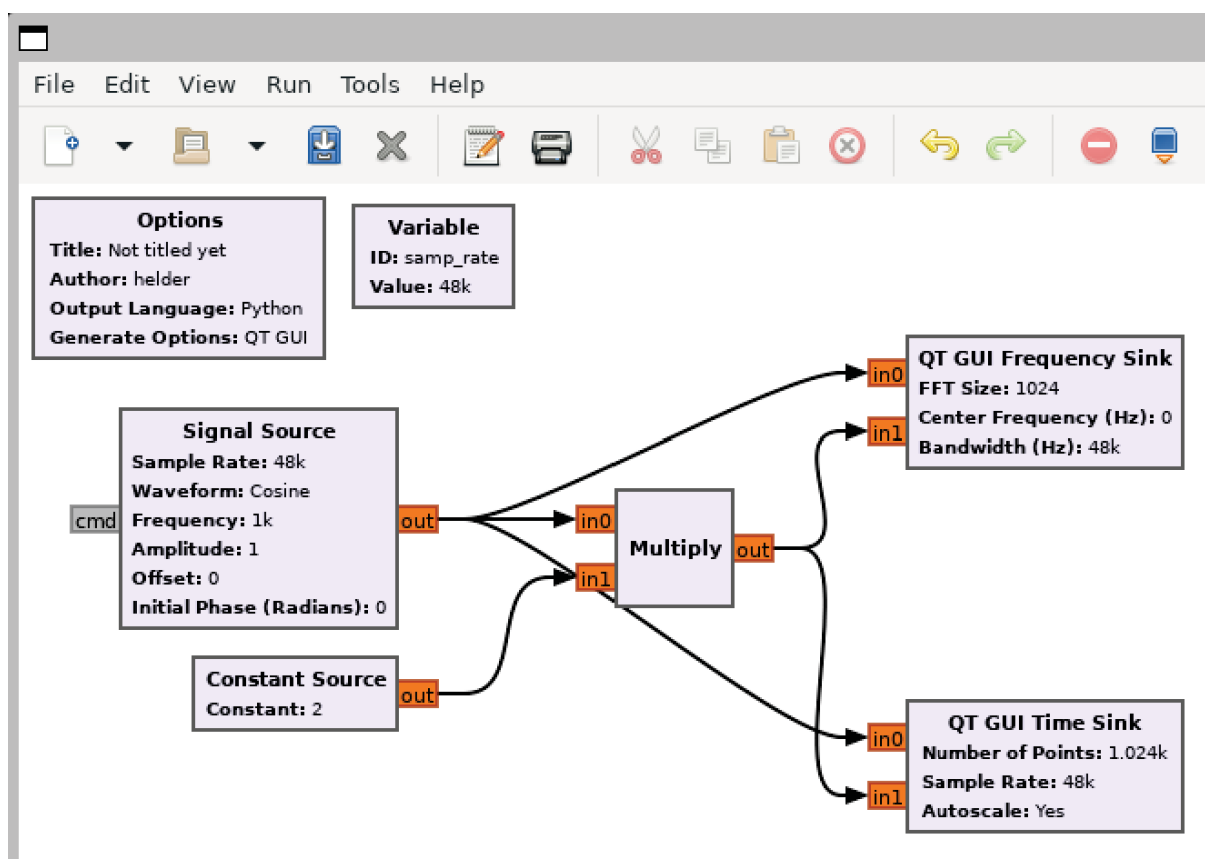 File Edit View Run Tools Help
Options
Title: Not titled yet
Author: helder
Output Language: Python
Generate Options: QT GUI
Variable
ID: samp_rate
Value: 48k
Signal Source
Sample Rate: 48k
Waveform: Cosine
Frequency: 1k
Amplitude: 1
Offset: 0
Initial Phase (Radians): 0
cmd
out
Constant Source
Constant: 2
out
in0
in1
Multiply
out
in0
in1
QT GUI Frequency Sink
FFT Size: 1024
Center Frequency (Hz): 0
Bandwidth (Hz): 48k
in0
in1
QT GUI Time Sink
Number of Points: 1.024k
Sample Rate: 48k
Autoscale: Yes